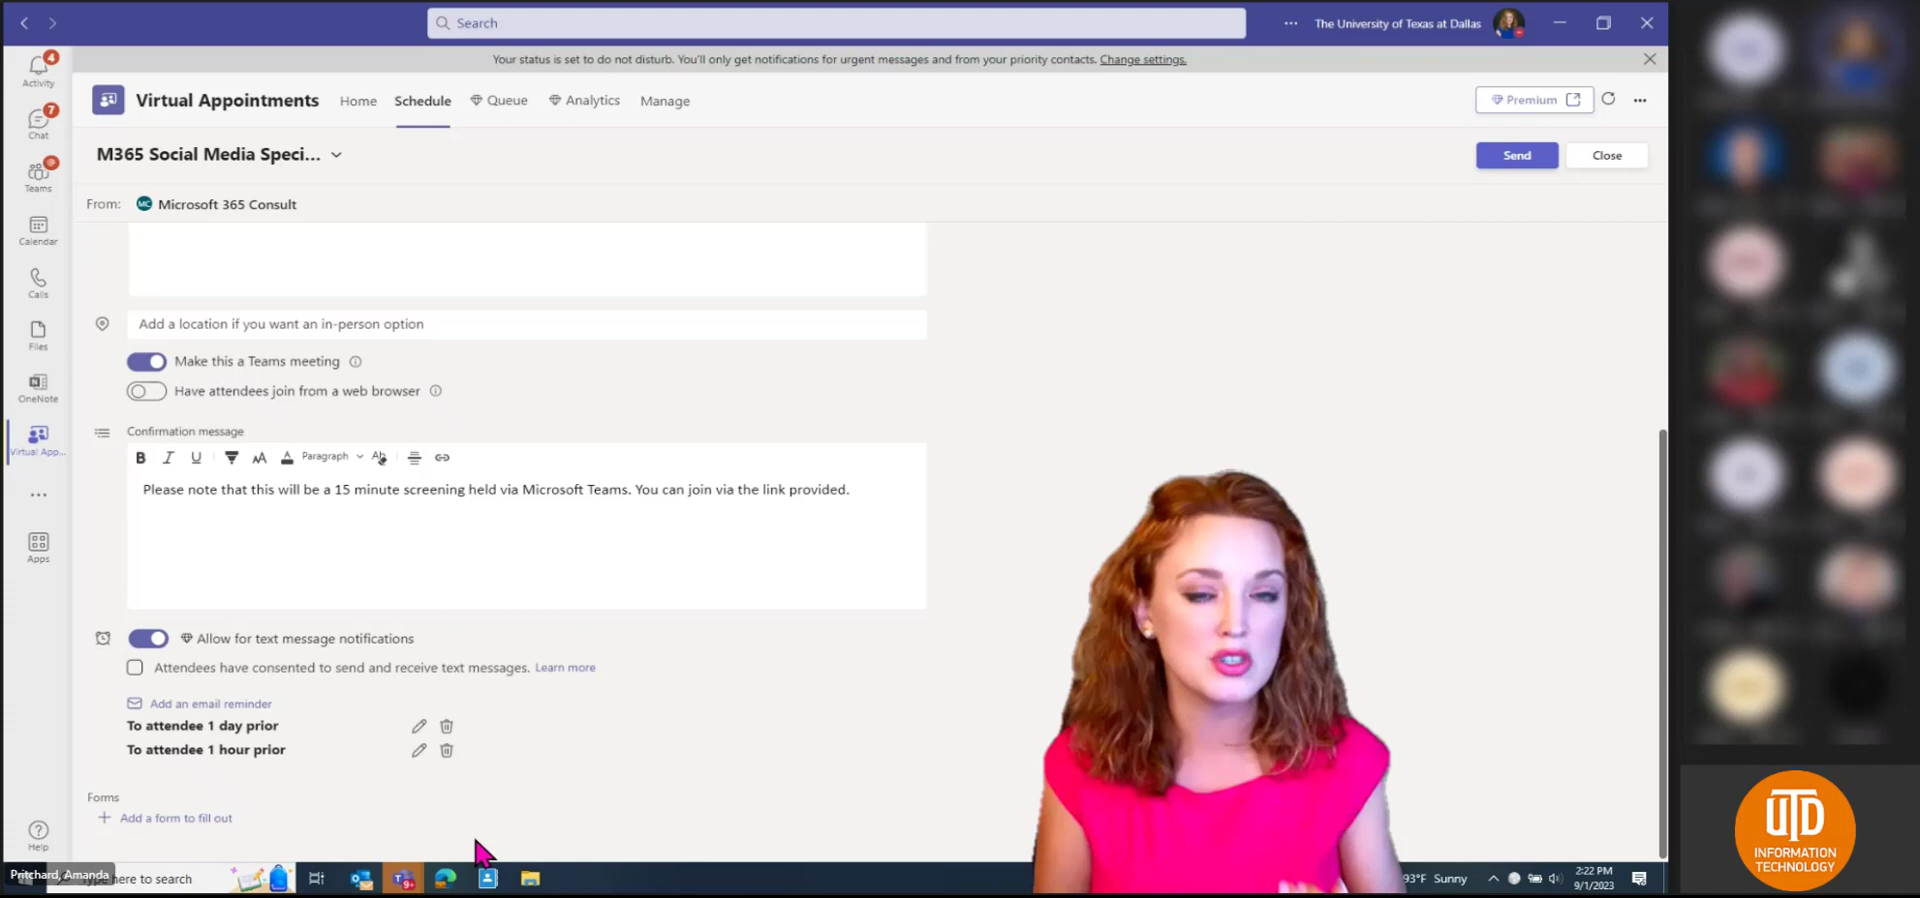 Search
The University of Texas at Dallas
Your status is set to do not disturb. You'll only get notifications for urgent messages and from your priority contacts. Change settings.
4
Activity
7
Chat
Teams
Calendar
Calls
Files
OneNote
Virtual App...
Apps
Help
Virtual Appointments
Home
Schedule
Queue
Analytics
Manage
Premium
M365 Social Media Speci...
Send
Close
From:
MC
Microsoft 365 Consult
Add a location if you want an in-person option
Make this a Teams meeting
Have attendees join from a web browser
Confirmation message
B I U AA A Paragraph Ab
Please note that this will be a 15 minute screening held via Microsoft Teams. You can join via the link provided.
Allow for text message notifications
Attendees have consented to send and receive text messages. Learn more
Add an email reminder
To attendee 1 day prior
To attendee 1 hour prior
Forms
Add a form to fill out
Pritchard, Amanda
here to search
9+
93°F Sunny
2:22 PM
9/1/2023
UTD
INFORMATION
TECHNOLOGY